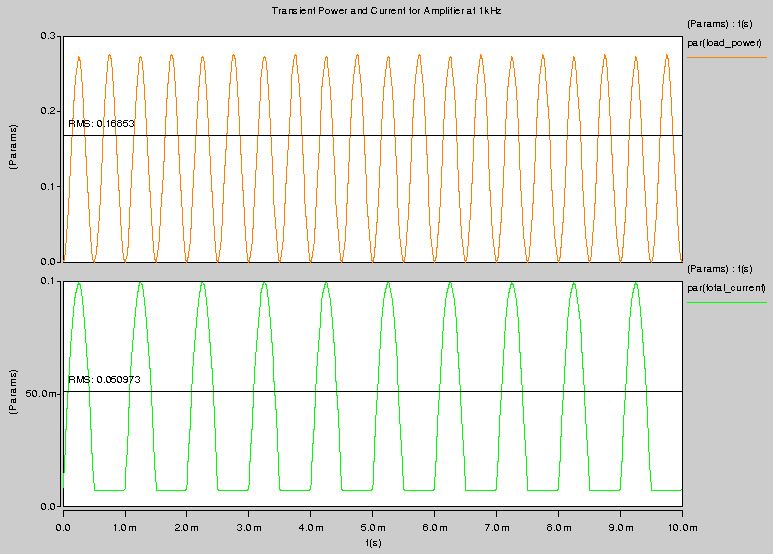 Transient Power and Current for Amplifier at 1kHz
(Params) : t(s)
par(load_power)
0.3
0.2
RMS: 0.16853
(Params)
0.1
0.0
(Params) : t(s)
par(total_current)
0.1
RMS: 0.050973
50.0m
(Params)
0.0
0.0 1.0m 2.0m 3.0m 4.0m 5.0m 6.0m 7.0m 8.0m 9.0m 10.0m
t(s)